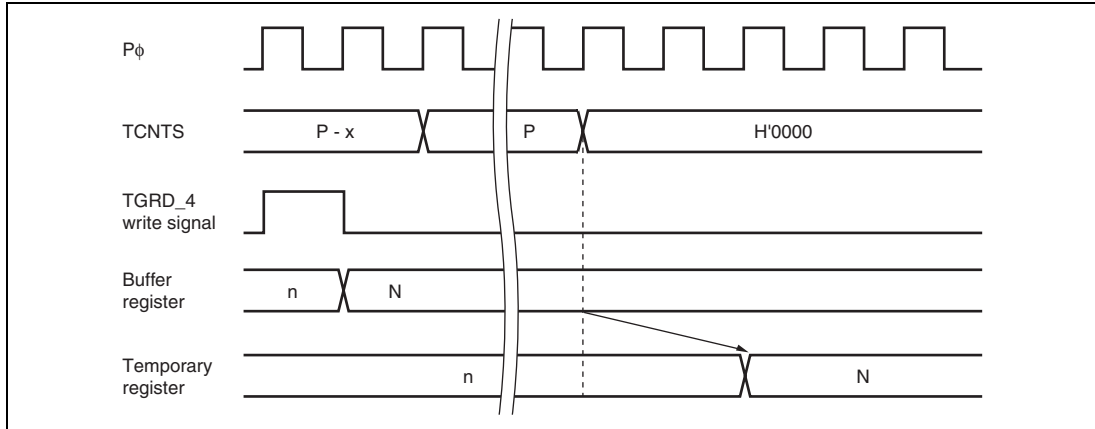 Pϕ
TCNTS
P - x
P
H'0000
TGRD_4
write signal
Buffer
register
n
N
Temporary
register
n
N